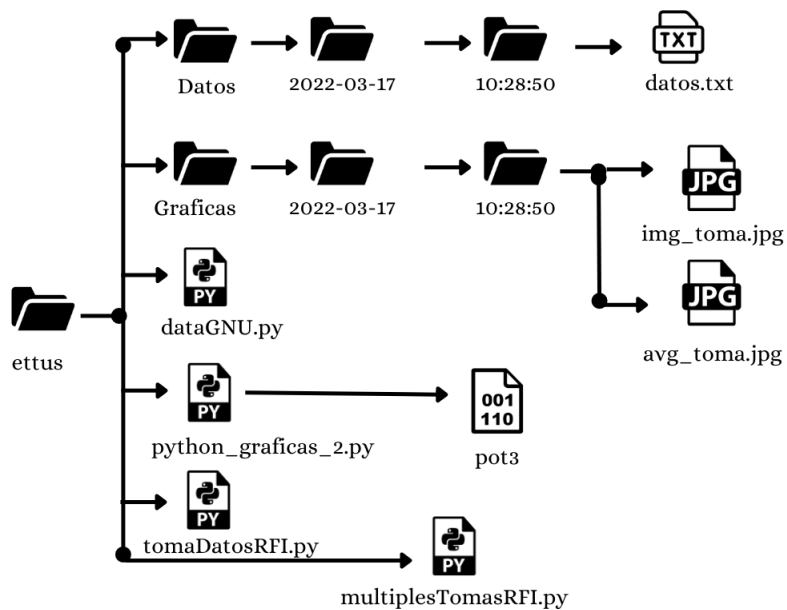 TXT
Datos
2022-03-17
10:28:50
datos.txt
JPG
Graficas
2022-03-17
10:28:50
img_toma.jpg
PY
JPG
dataGNU.py
ettus
avg_toma.jpg
PY
001
110
python_graficas_2.py
pot3
PY
tomaDatosRFI.py
PY
multiplesTomasRFI.py